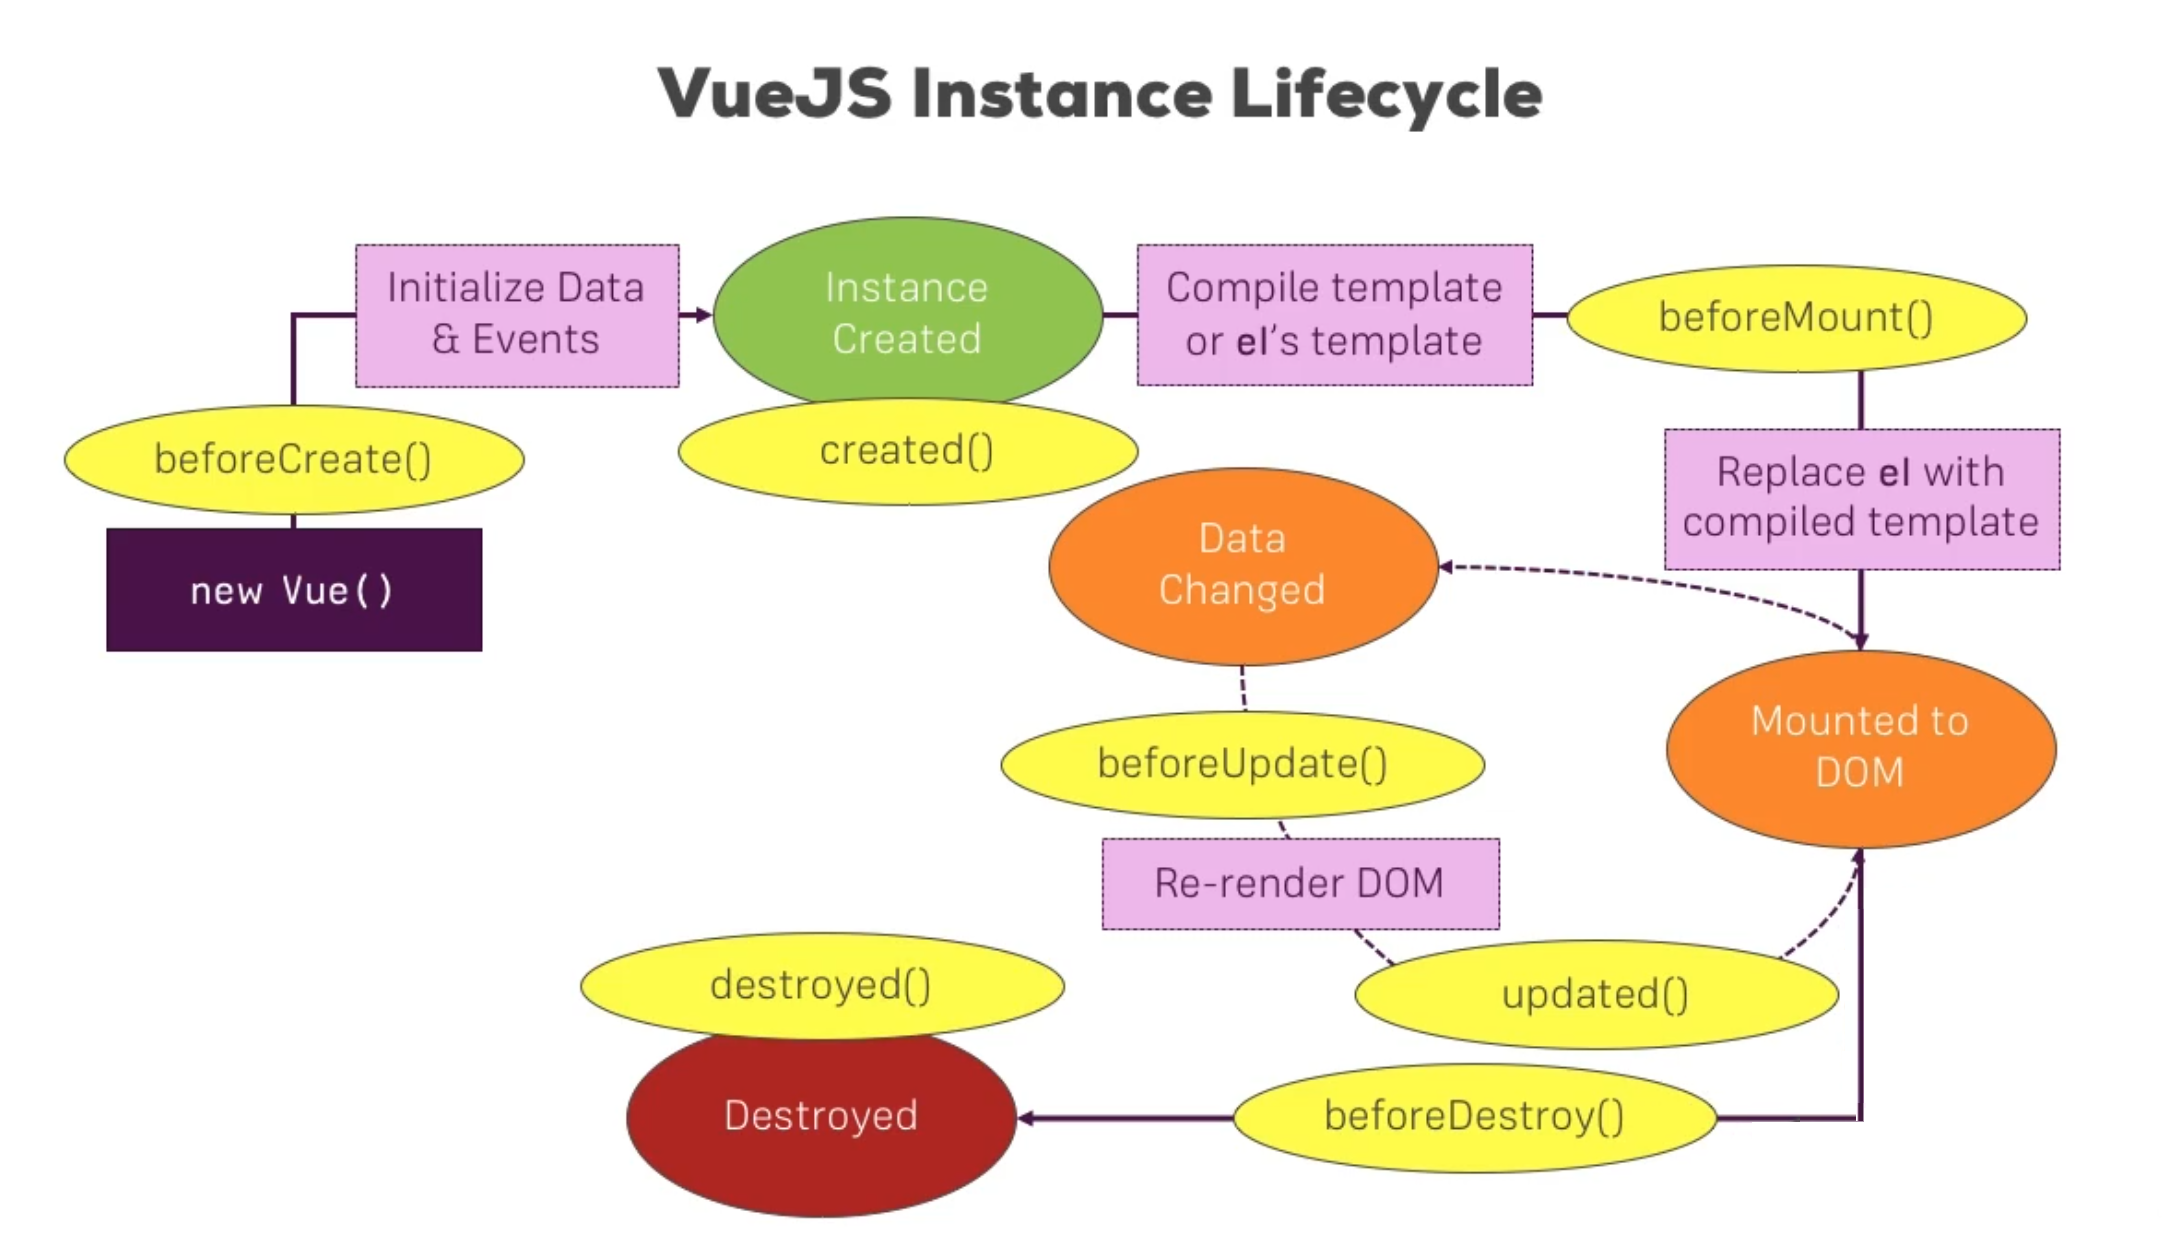 VueJS Instance Lifecycle
Initialize Data
& Events
Instance
Created
Compile template
or el's template
beforeMount()
beforeCreate()
created()
Replace el with
compiled template
new Vue()
Data
Changed
Mounted to
DOM
beforeUpdate()
Re-render DOM
destroyed()
updated()
Destroyed
beforeDestroy()